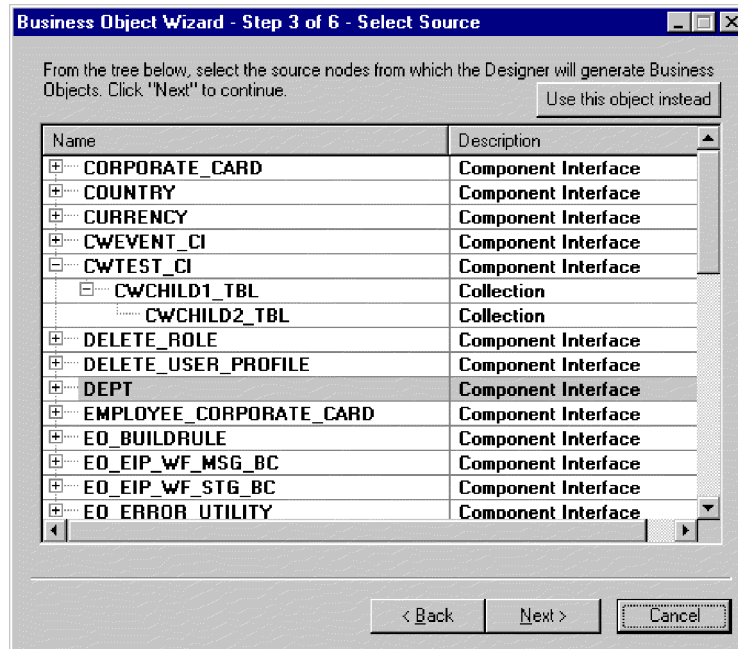 Business Object Wizard - Step 3 of 6 - Select Source
From the tree below, select the source nodes from which the Designer will generate Business
Objects. Click "Next" to continue.
Use this object instead
Name Description
CORPORATE_CARD Component Interface
COUNTRY Component Interface
CURRENCY Component Interface
CWEVENT_CI Component Interface
CWTEST_CI Component Interface
CWCHILD1_TBL Collection
CWCHILD2_TBL Collection
DELETE_ROLE Component Interface
DELETE_USER_PROFILE Component Interface
DEPT Component Interface
EMPLOYEE_CORPORATE_CARD Component Interface
EO_BUILDRULE Component Interface
EO_EIP_WF_MSG_BC Component Interface
EO_EIP_WF_STG_BC Component Interface
EO_ERROR_UTILITY Component Interface
< Back Next > Cancel